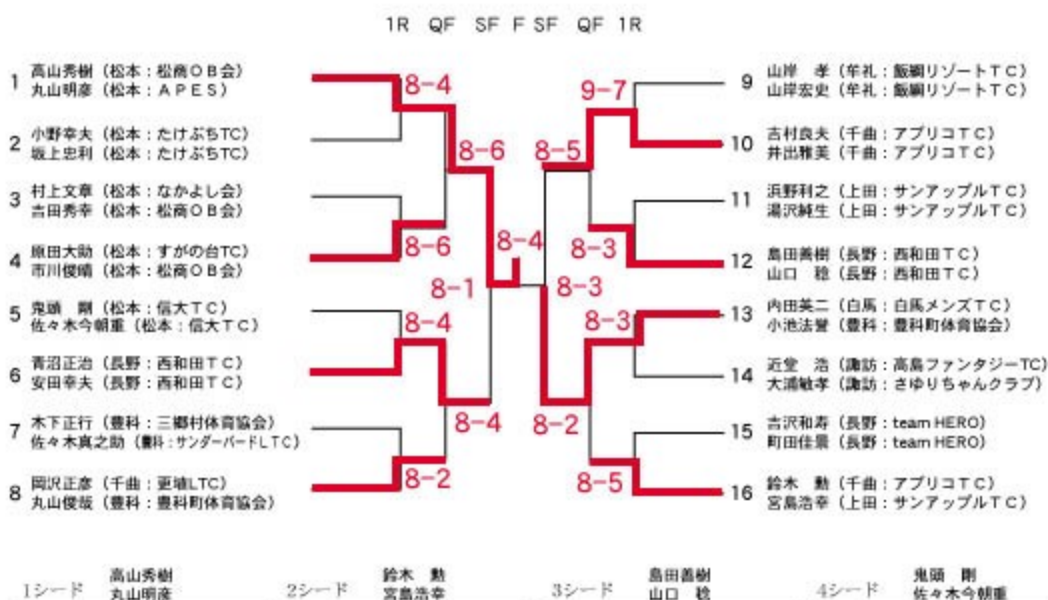 1R QF SF F SF QF 1R
1 高山秀樹（松本：松商ＯＢ会）
丸山明彦（松本：ＡＰＥＳ）
2 小野幸夫（松本：たけぶちTC）
坂上忠利（松本：たけぶちTC）
3 村上文章（松本：なかよし会）
吉田秀幸（松本：松商ＯＢ会）
4 原田大助（松本：すがの台TC）
市川俊晴（松本：松商ＯＢ会）
5 鬼頭　剛（松本：信大ＴＣ）
佐々木今朝重（松本：信大ＴＣ）
6 青沼正治（長野：西和田ＴＣ）
安田幸夫（長野：西和田ＴＣ）
7 木下正行（豊科：三郷村体育協会）
佐々木真之助（豊科：サンダーバードＬＴＣ）
8 岡沢正彦（千曲：更埴LTC）
丸山俊哉（豊科：豊科町体育協会）
8-4
8-6
8-4
8-2
8-6
8-4
8-1
8-4
8-3
8-5
8-2
9-7
8-3
8-3
8-5
9 山岸　孝（牟礼：飯綱リゾートＴＣ）
山岸宏史（牟礼：飯綱リゾートＴＣ）
10 吉村良夫（千曲：アプリコＴＣ）
井出雅美（千曲：アプリコＴＣ）
11 浜野利之（上田：サンアップルＴＣ）
湯沢純生（上田：サンアップルＴＣ）
12 島田善樹（長野：西和田ＴＣ）
山口　稔（長野：西和田ＴＣ）
13 内田英二（白馬：白馬メンズＴＣ）
小池法誉（豊科：豊科町体育協会）
14 近堂　浩（諏訪：高島ファンタジーTC）
大浦敏孝（諏訪：さゆりちゃんクラブ）
15 吉沢和寿（長野：team HERO）
町田佳景（長野：team HERO）
16 鈴木　勲（千曲：アプリコＴＣ）
宮島浩幸（上田：サンアップルＴＣ）
1シード 高山秀樹
丸山明彦
2シード 鈴木　勲
宮島浩幸
3シード 島田善樹
山口　稔
4シード 鬼頭　剛
佐々木今朝重